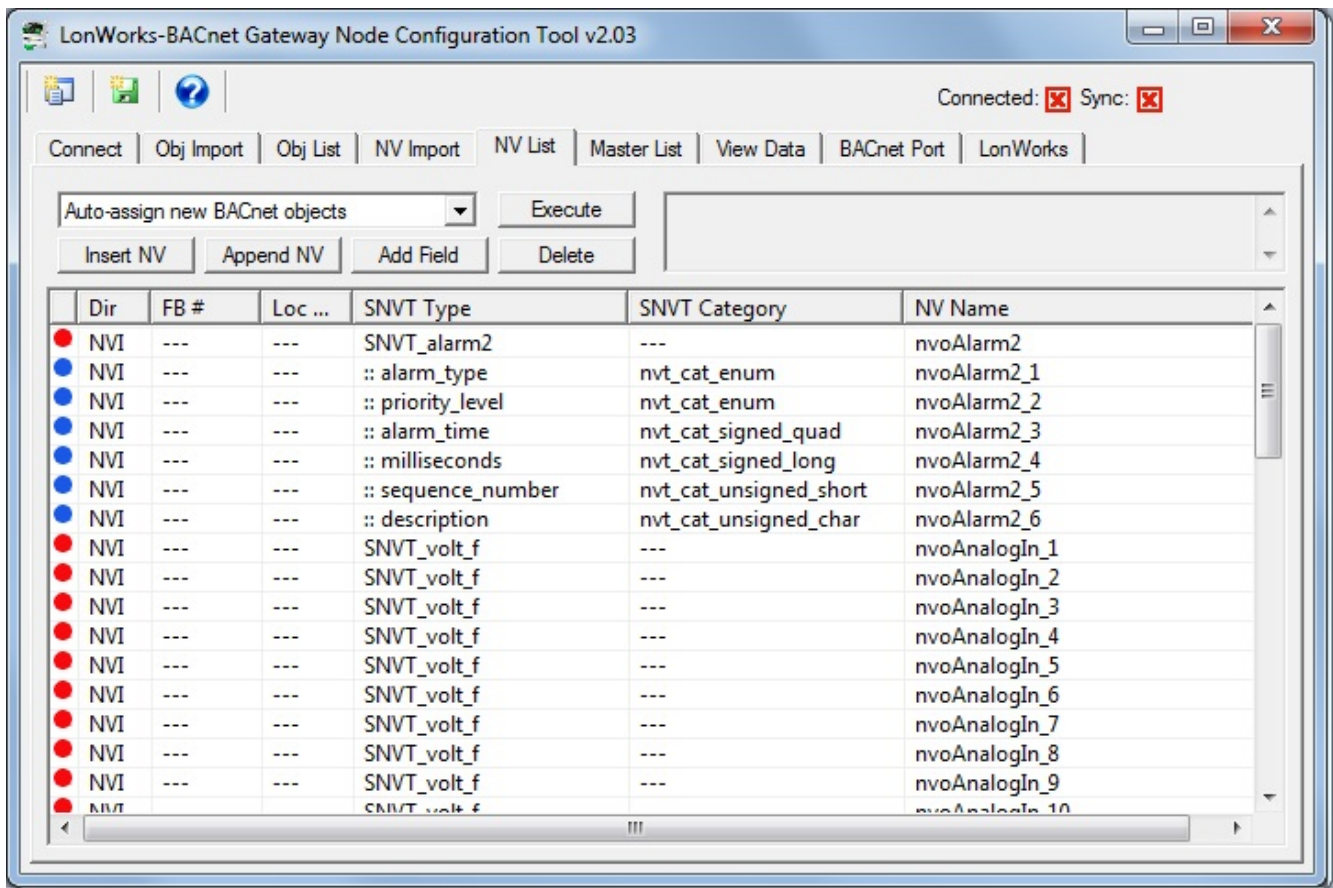 LonWorks-BACnet Gateway Node Configuration Tool v2.03
Connected: Sync:
Connect Obj Import Obj List NV Import NV List Master List View Data BACnet Port LonWorks
Auto-assign new BACnet objects Execute
Insert NV Append NV Add Field Delete
Dir FB # Loc ... SNVT Type SNVT Category NV Name
NVI --- --- SNVT_alarm2 --- nvoAlarm2
NVI --- --- :: alarm_type nvt_cat_enum nvoAlarm2_1
NVI --- --- :: priority_level nvt_cat_enum nvoAlarm2_2
NVI --- --- :: alarm_time nvt_cat_signed_quad nvoAlarm2_3
NVI --- --- :: milliseconds nvt_cat_signed_long nvoAlarm2_4
NVI --- --- :: sequence_number nvt_cat_unsigned_short nvoAlarm2_5
NVI --- --- :: description nvt_cat_unsigned_char nvoAlarm2_6
NVI --- --- SNVT_volt_f --- nvoAnalogIn_1
NVI --- --- SNVT_volt_f --- nvoAnalogIn_2
NVI --- --- SNVT_volt_f --- nvoAnalogIn_3
NVI --- --- SNVT_volt_f --- nvoAnalogIn_4
NVI --- --- SNVT_volt_f --- nvoAnalogIn_5
NVI --- --- SNVT_volt_f --- nvoAnalogIn_6
NVI --- --- SNVT_volt_f --- nvoAnalogIn_7
NVI --- --- SNVT_volt_f --- nvoAnalogIn_8
NVI --- --- SNVT_volt_f --- nvoAnalogIn_9
NVI SNVT_volt_f nvoAnalogIn_10